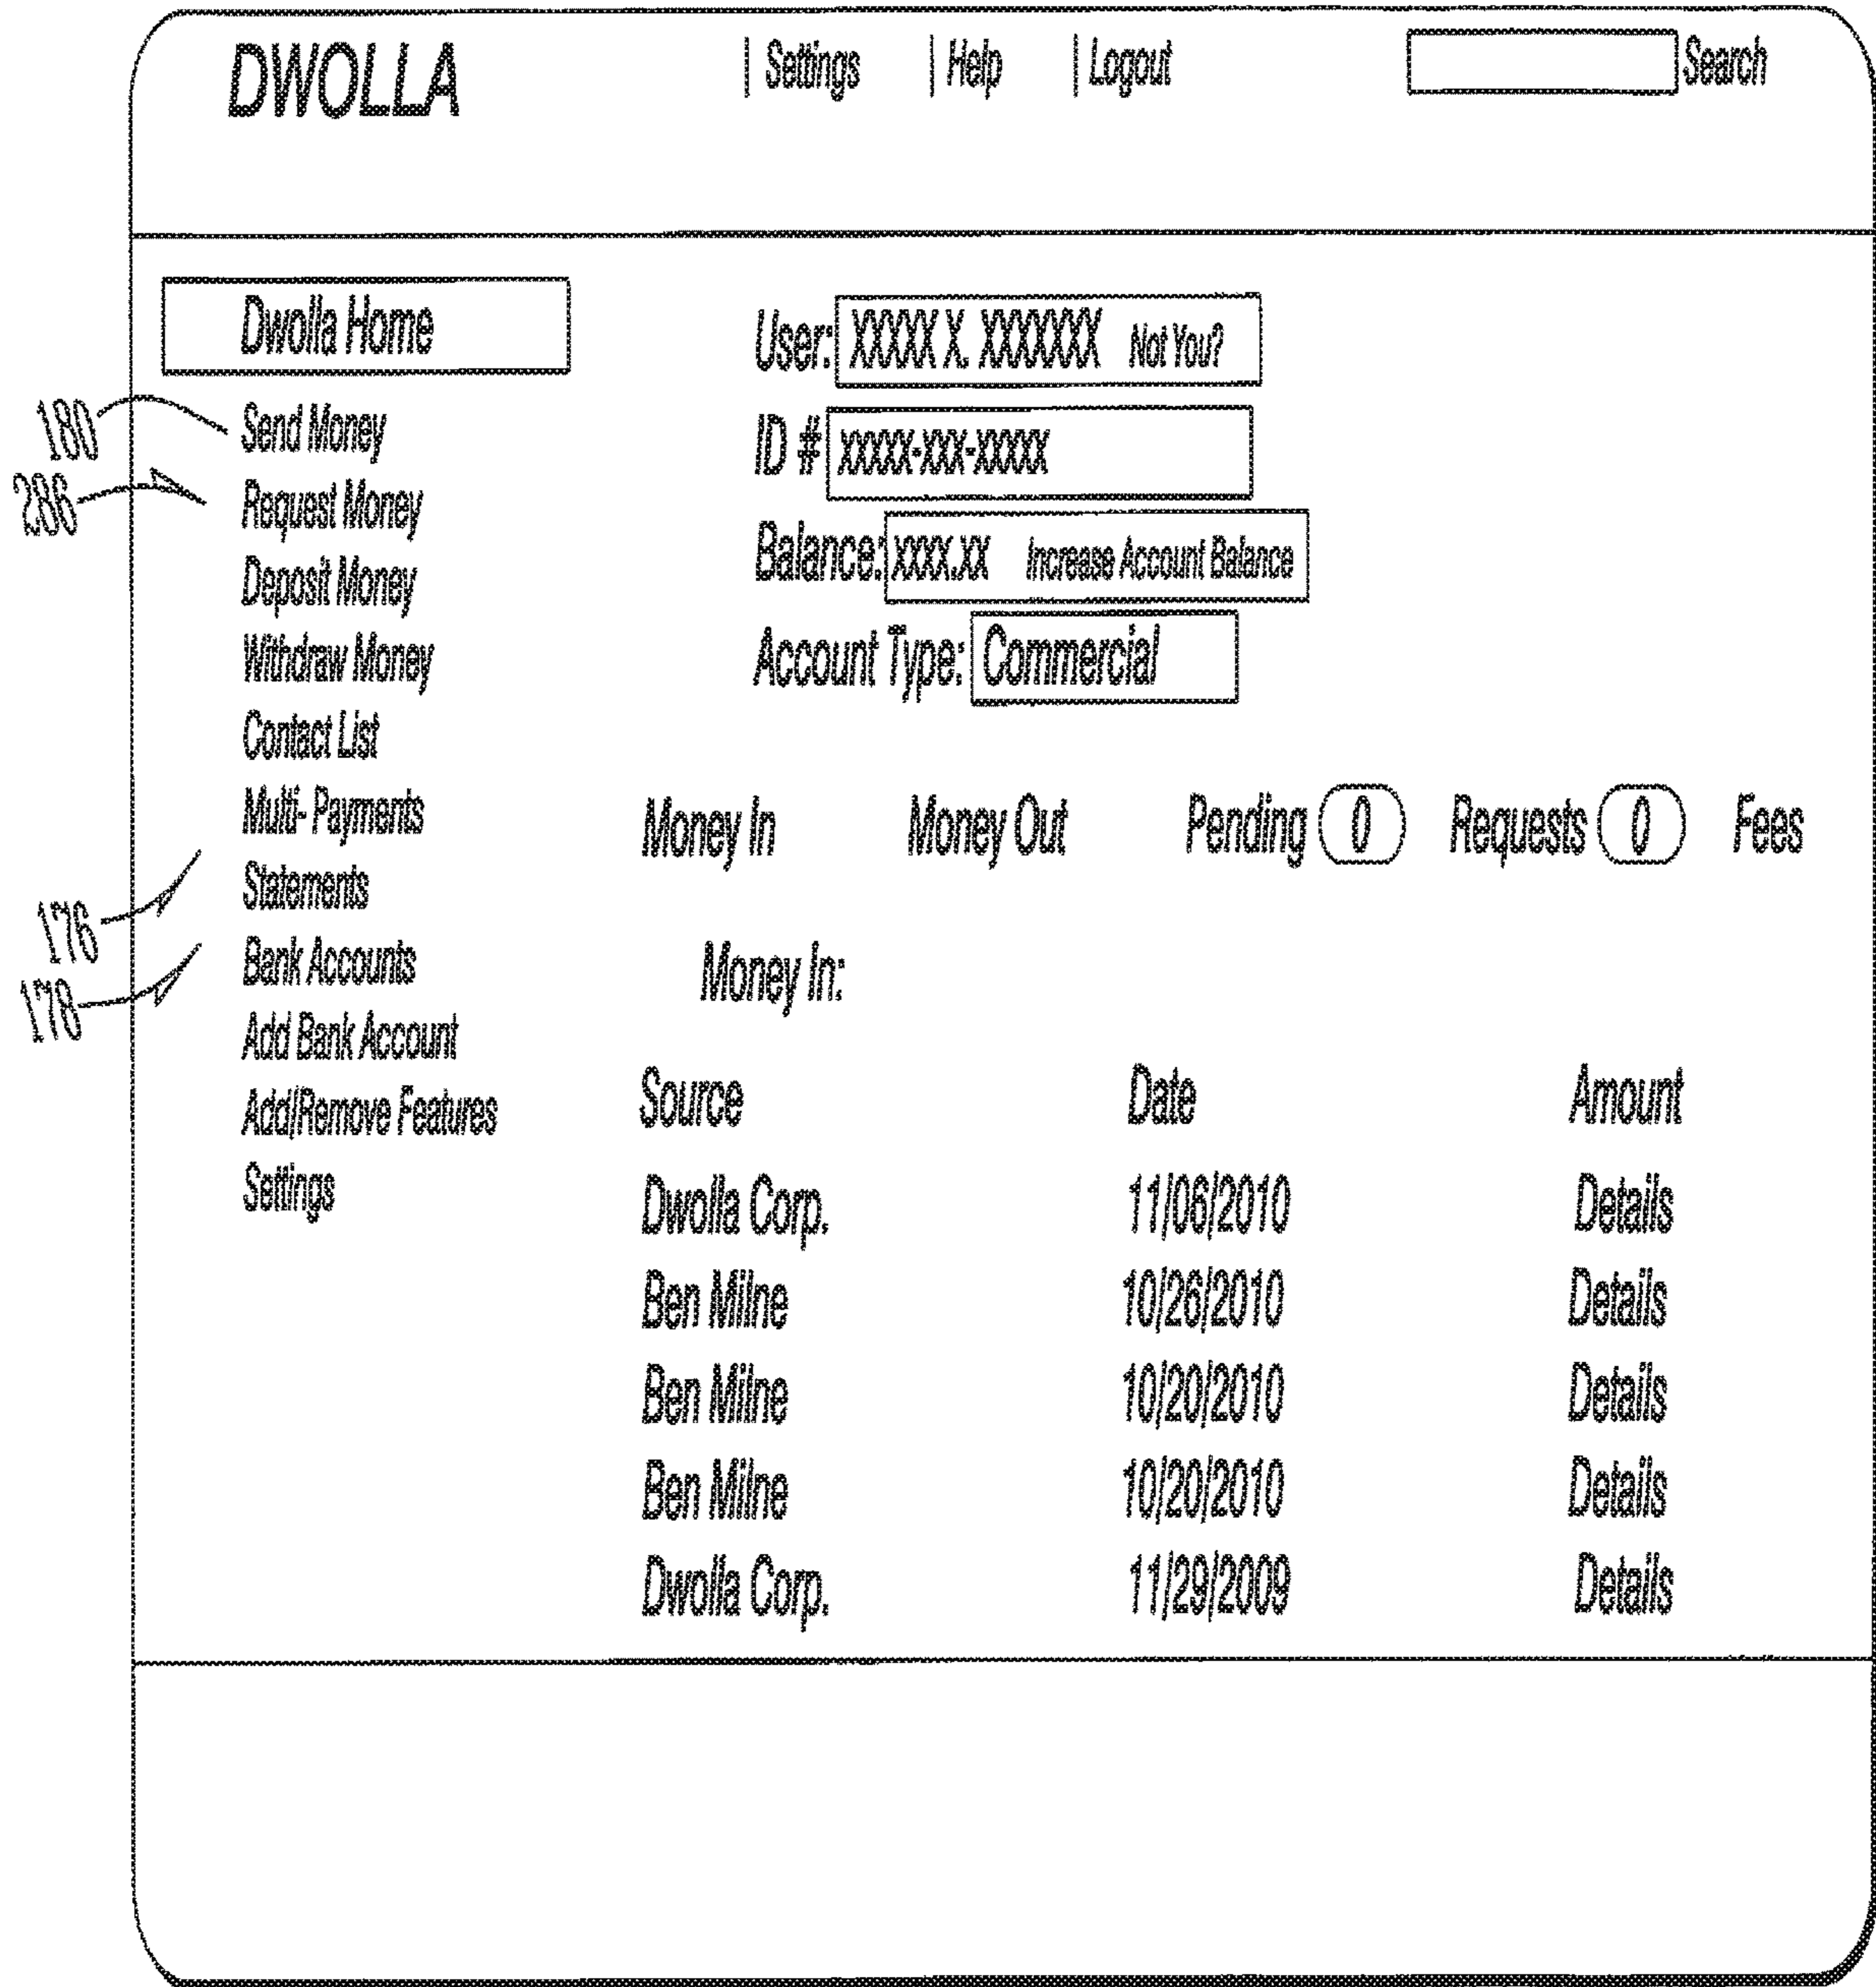 DWOLLA | Settings | Help | Logout Search
Dwolla Home
180 Send Money
286 Request Money
Deposit Money
Withdraw Money
Contact List
Multi- Payments
176 Statements
178 Bank Accounts
Add Bank Account
Add/Remove Features
Settings
User: XXXXX X. XXXXXXX Not You?
ID # xxxxx-xxx-xxxxx
Balance: xxxx.xx Increase Account Balance
Account Type: Commercial
Money In Money Out Pending 0 Requests 0 Fees
Money In:
Source Date Amount
Dwolla Corp. 11/06/2010 Details
Ben Milne 10/26/2010 Details
Ben Milne 10/20/2010 Details
Ben Milne 10/20/2010 Details
Dwolla Corp. 11/29/2009 Details